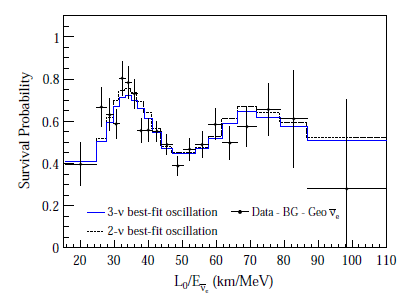 Survival Probability
1
0.8
0.6
0.4
0.2
0
3-ν best-fit oscillation
Data - BG - Geo ν̅e
2-ν best-fit oscillation
20 30 40 50 60 70 80 90 100 110
L0/Eν̅e (km/MeV)